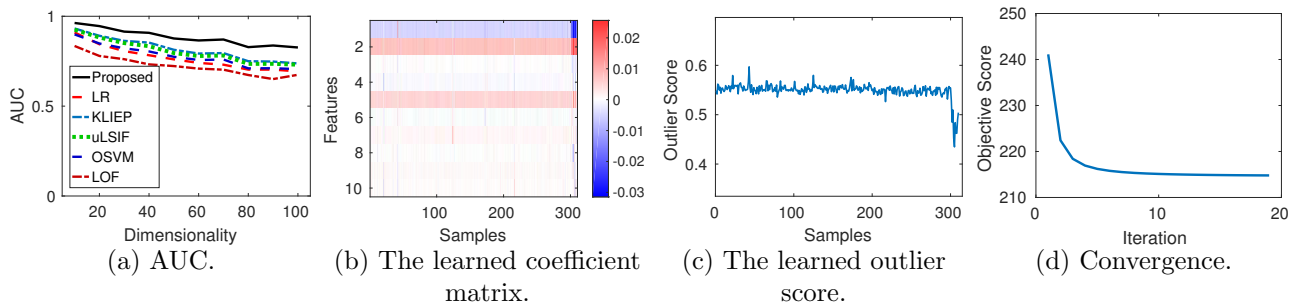 1
0.5
0
AUC
20 40 60 80 100
Dimensionality
Proposed
LR
KLIEP
uLSIF
OSVM
LOF
(a) AUC.
Features
2
4
6
8
10
100 200 300
Samples
0.02
0.01
0
-0.01
-0.02
-0.03
(b) The learned coefficient
matrix.
Outlier Score
0.6
0.5
0.4
0 100 200 300
Samples
(c) The learned outlier
score.
Objective Score
250
240
230
220
210
0 10 20
Iteration
(d) Convergence.